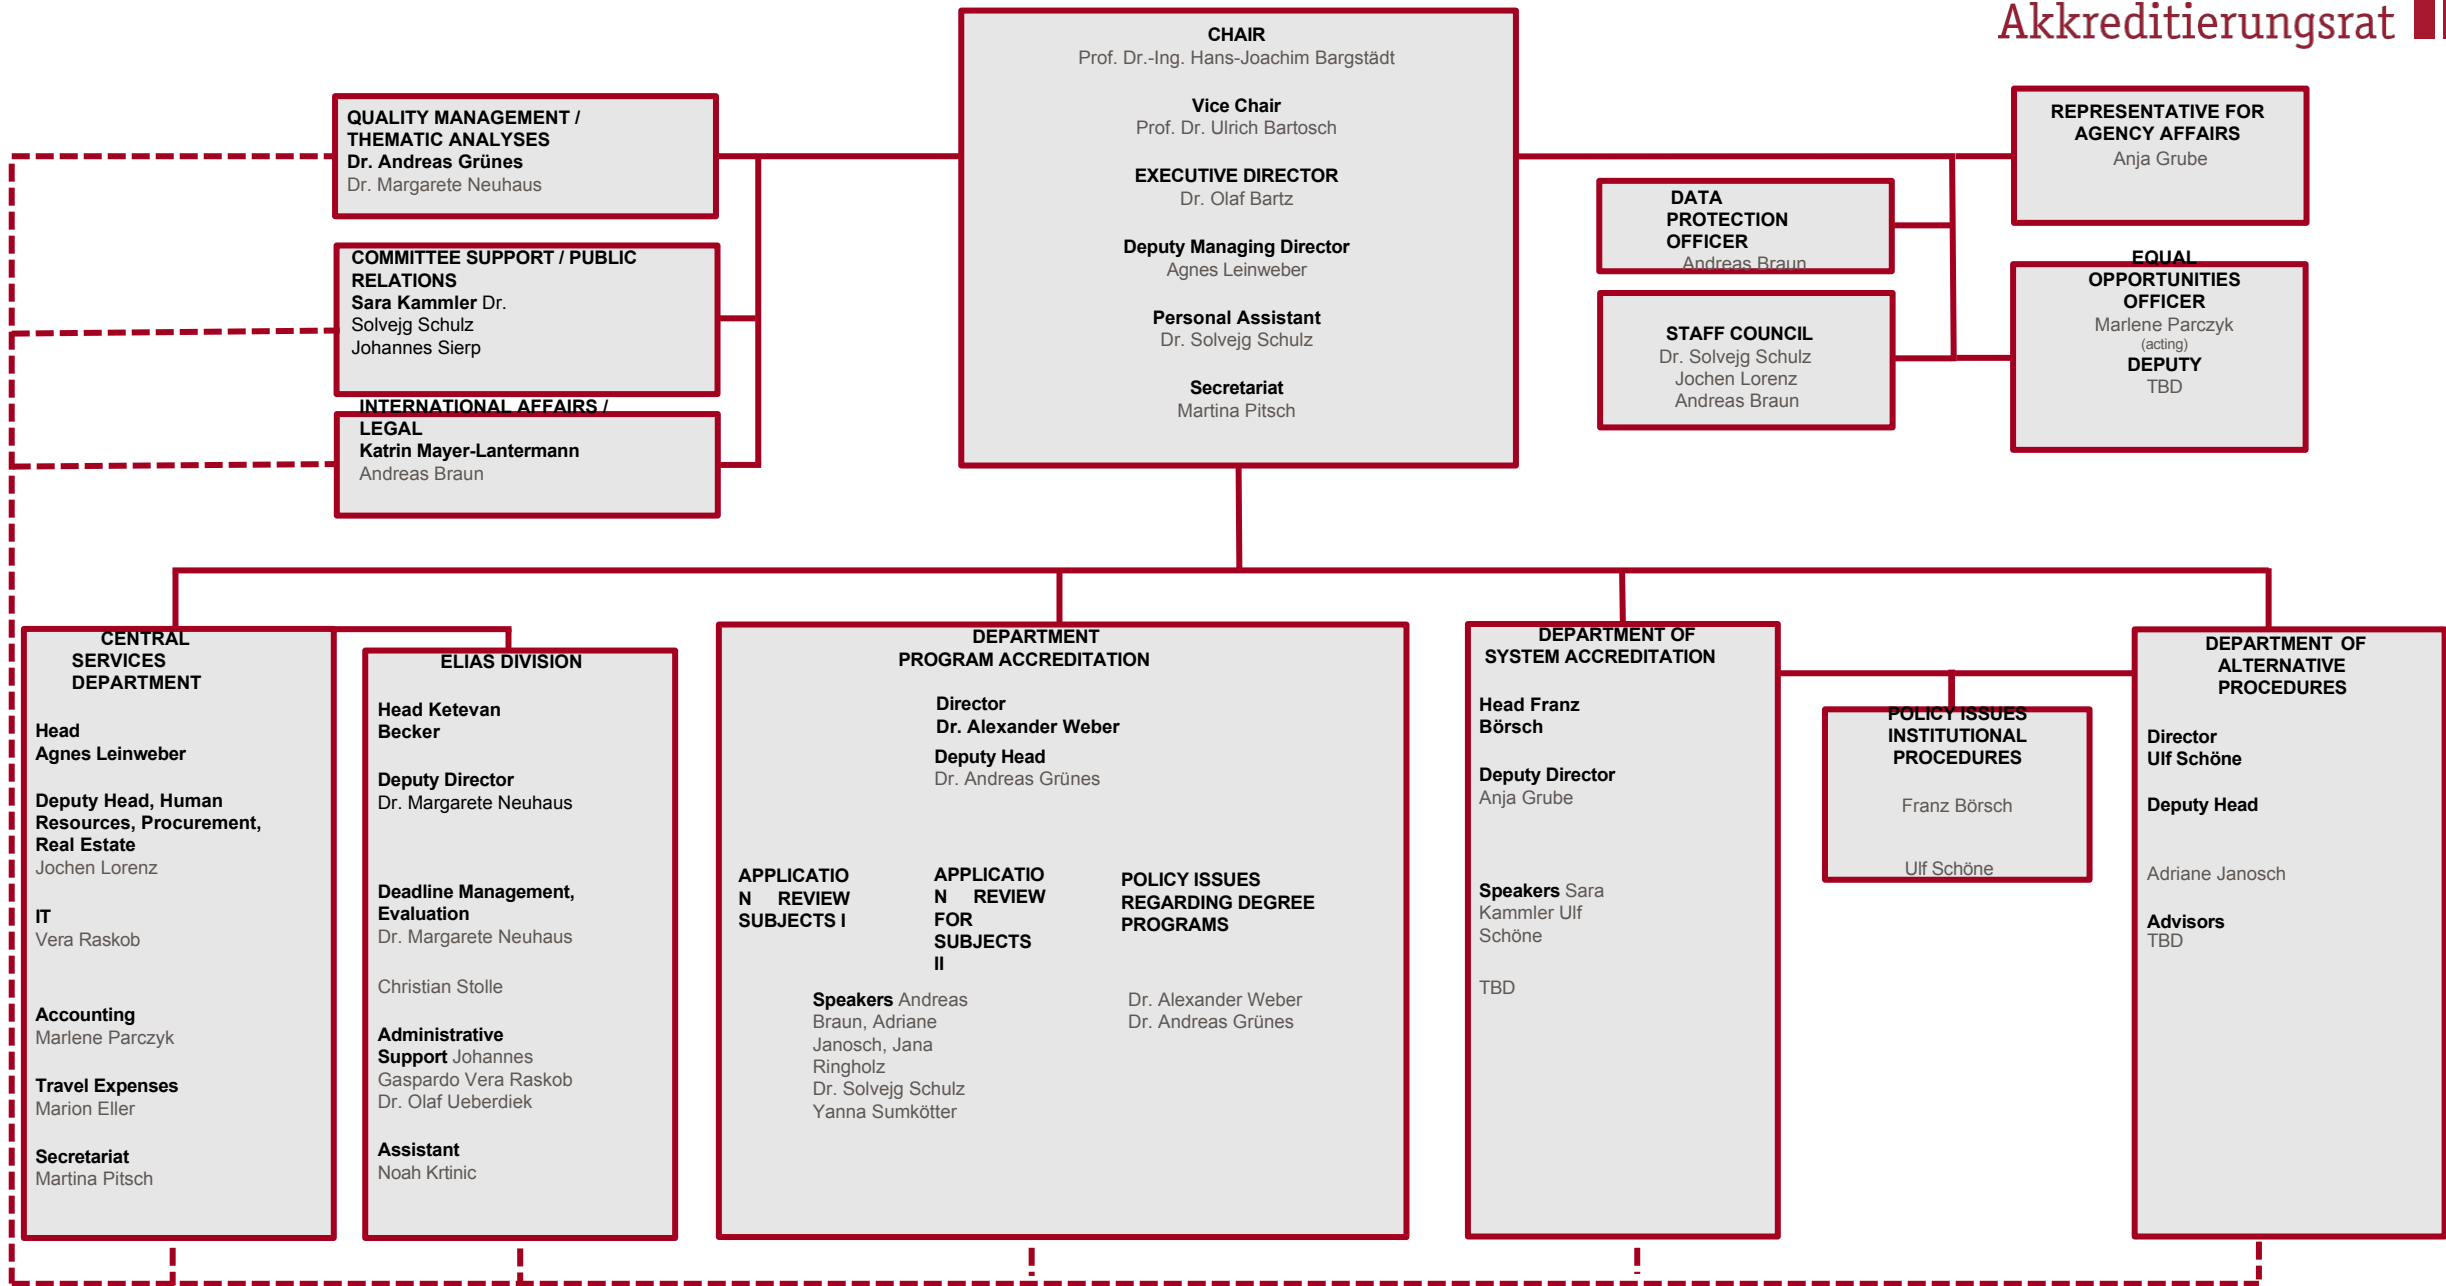 Akkreditierungsrat
CHAIR
Prof. Dr.-Ing. Hans-Joachim Bargstädt
Vice Chair
Prof. Dr. Ulrich Bartosch
EXECUTIVE DIRECTOR
Dr. Olaf Bartz
Deputy Managing Director
Agnes Leinweber
Personal Assistant
Dr. Solvejg Schulz
Secretariat
Martina Pitsch
QUALITY MANAGEMENT /
THEMATIC ANALYSES
Dr. Andreas Grünes
Dr. Margarete Neuhaus
COMMITTEE SUPPORT / PUBLIC
RELATIONS
Sara Kammler Dr.
Solvejg Schulz
Johannes Sierp
INTERNATIONAL AFFAIRS /
LEGAL
Katrin Mayer-Lantermann
Andreas Braun
REPRESENTATIVE FOR
AGENCY AFFAIRS
Anja Grube
DATA
PROTECTION
OFFICER
Andreas Braun
STAFF COUNCIL
Dr. Solvejg Schulz
Jochen Lorenz
Andreas Braun
EQUAL
OPPORTUNITIES
OFFICER
Marlene Parczyk
(acting)
DEPUTY
TBD
CENTRAL
SERVICES
DEPARTMENT
Head
Agnes Leinweber
Deputy Head, Human
Resources, Procurement,
Real Estate
Jochen Lorenz
IT
Vera Raskob
Accounting
Marlene Parczyk
Travel Expenses
Marion Eller
Secretariat
Martina Pitsch
ELIAS DIVISION
Head Ketevan
Becker
Deputy Director
Dr. Margarete Neuhaus
Deadline Management,
Evaluation
Dr. Margarete Neuhaus
Christian Stolle
Administrative
Support Johannes
Gaspardo Vera Raskob
Dr. Olaf Ueberdiek
Assistant
Noah Krtinic
DEPARTMENT
PROGRAM ACCREDITATION
Director
Dr. Alexander Weber
Deputy Head
Dr. Andreas Grünes
APPLICATIO
N REVIEW
SUBJECTS I
APPLICATIO
N REVIEW
FOR
SUBJECTS
II
POLICY ISSUES
REGARDING DEGREE
PROGRAMS
Speakers Andreas
Braun, Adriane
Janosch, Jana
Ringholz
Dr. Solvejg Schulz
Yanna Sumkötter
Dr. Alexander Weber
Dr. Andreas Grünes
DEPARTMENT OF
SYSTEM ACCREDITATION
Head Franz
Börsch
Deputy Director
Anja Grube
Speakers Sara
Kammler Ulf
Schöne
TBD
POLICY ISSUES
INSTITUTIONAL
PROCEDURES
Franz Börsch
Ulf Schöne
DEPARTMENT OF
ALTERNATIVE
PROCEDURES
Director
Ulf Schöne
Deputy Head
Adriane Janosch
Advisors
TBD